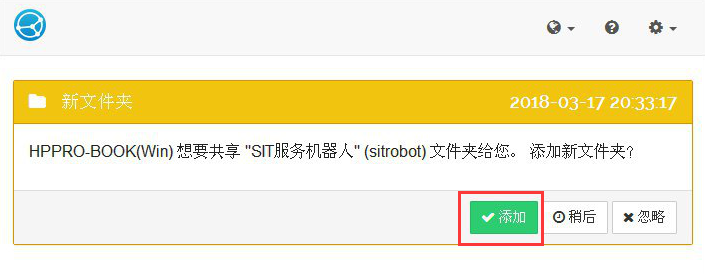 新文件夹
2018-03-17 20:33:17
HPPRO-BOOK(Win) 想要共享 "SIT服务机器人" (sitrobot) 文件夹给您。 添加新文件夹?
添加
稍后
忽略